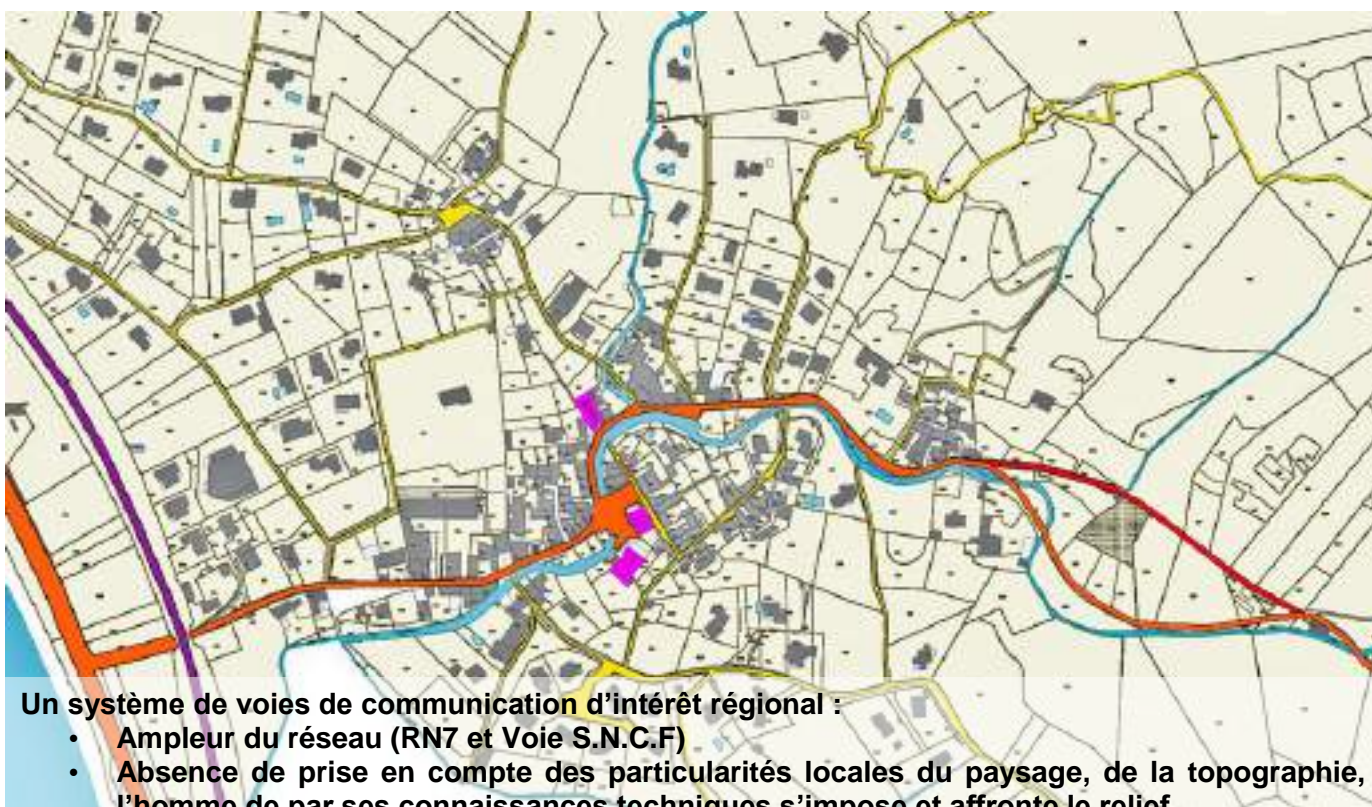 Un système de voies de communication d’intérêt régional :
• Ampleur du réseau (RN7 et Voie S.N.C.F)
• Absence de prise en compte des particularités locales du paysage, de la topographie,
l’homme de par ses connaissances techniques s’impose et affronte le relief